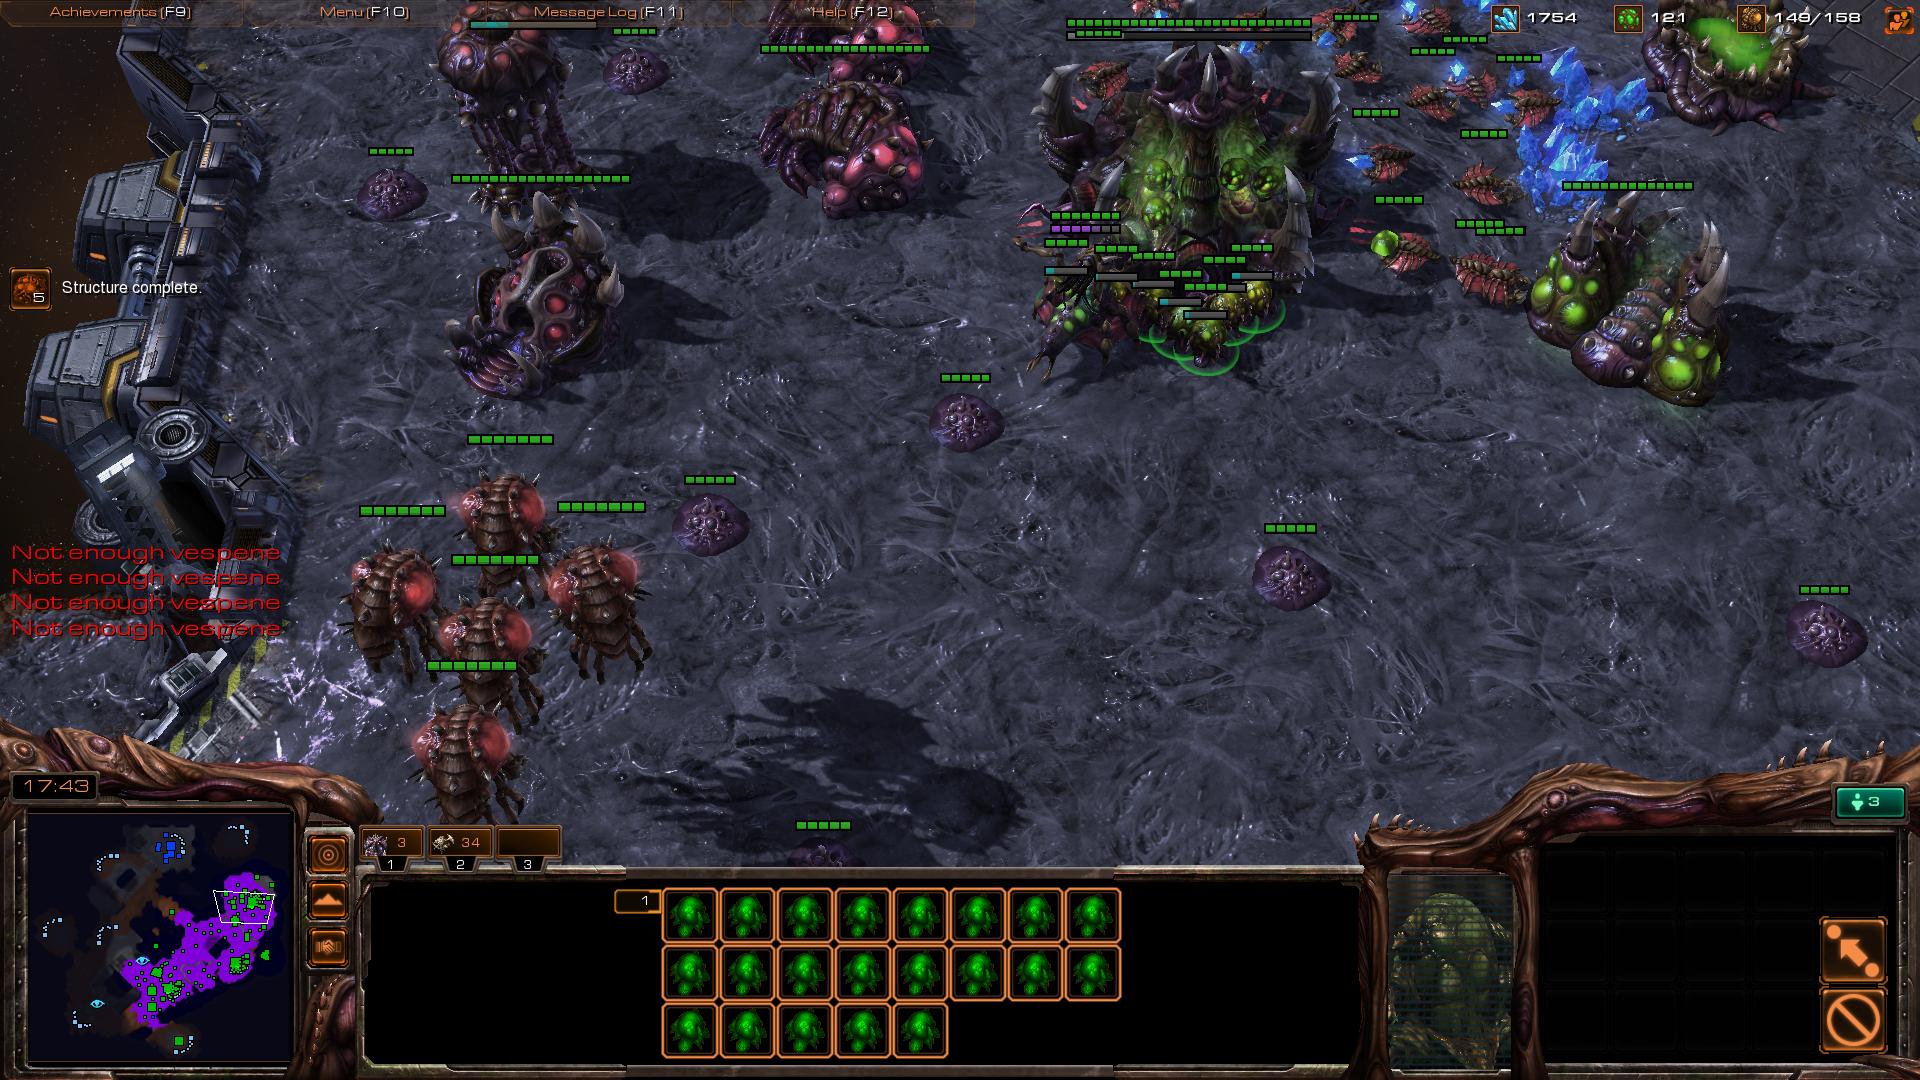 Achievements (F9) Menu (F10) Message Log (F11) Help (F12) 1754 121 149/158
5 Structure complete.
Not enough vespene
Not enough vespene
Not enough vespene
Not enough vespene
17:43
3
3 34
1 2 3
1